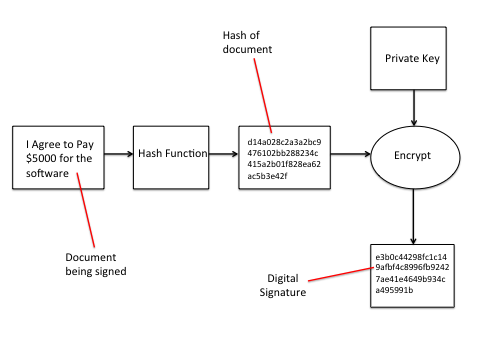 Hash of
document
Private Key
I Agree to Pay
$5000 for the
software
Hash Function
d14a028c2a3a2bc9
476102bb288234c
415a2b01f828ea62
ac5b3e42f
Encrypt
Document
being signed
Digital
Signature
e3b0c44298fc1c14
9afbf4c8996fb9242
7ae41e4649b934c
a495991b